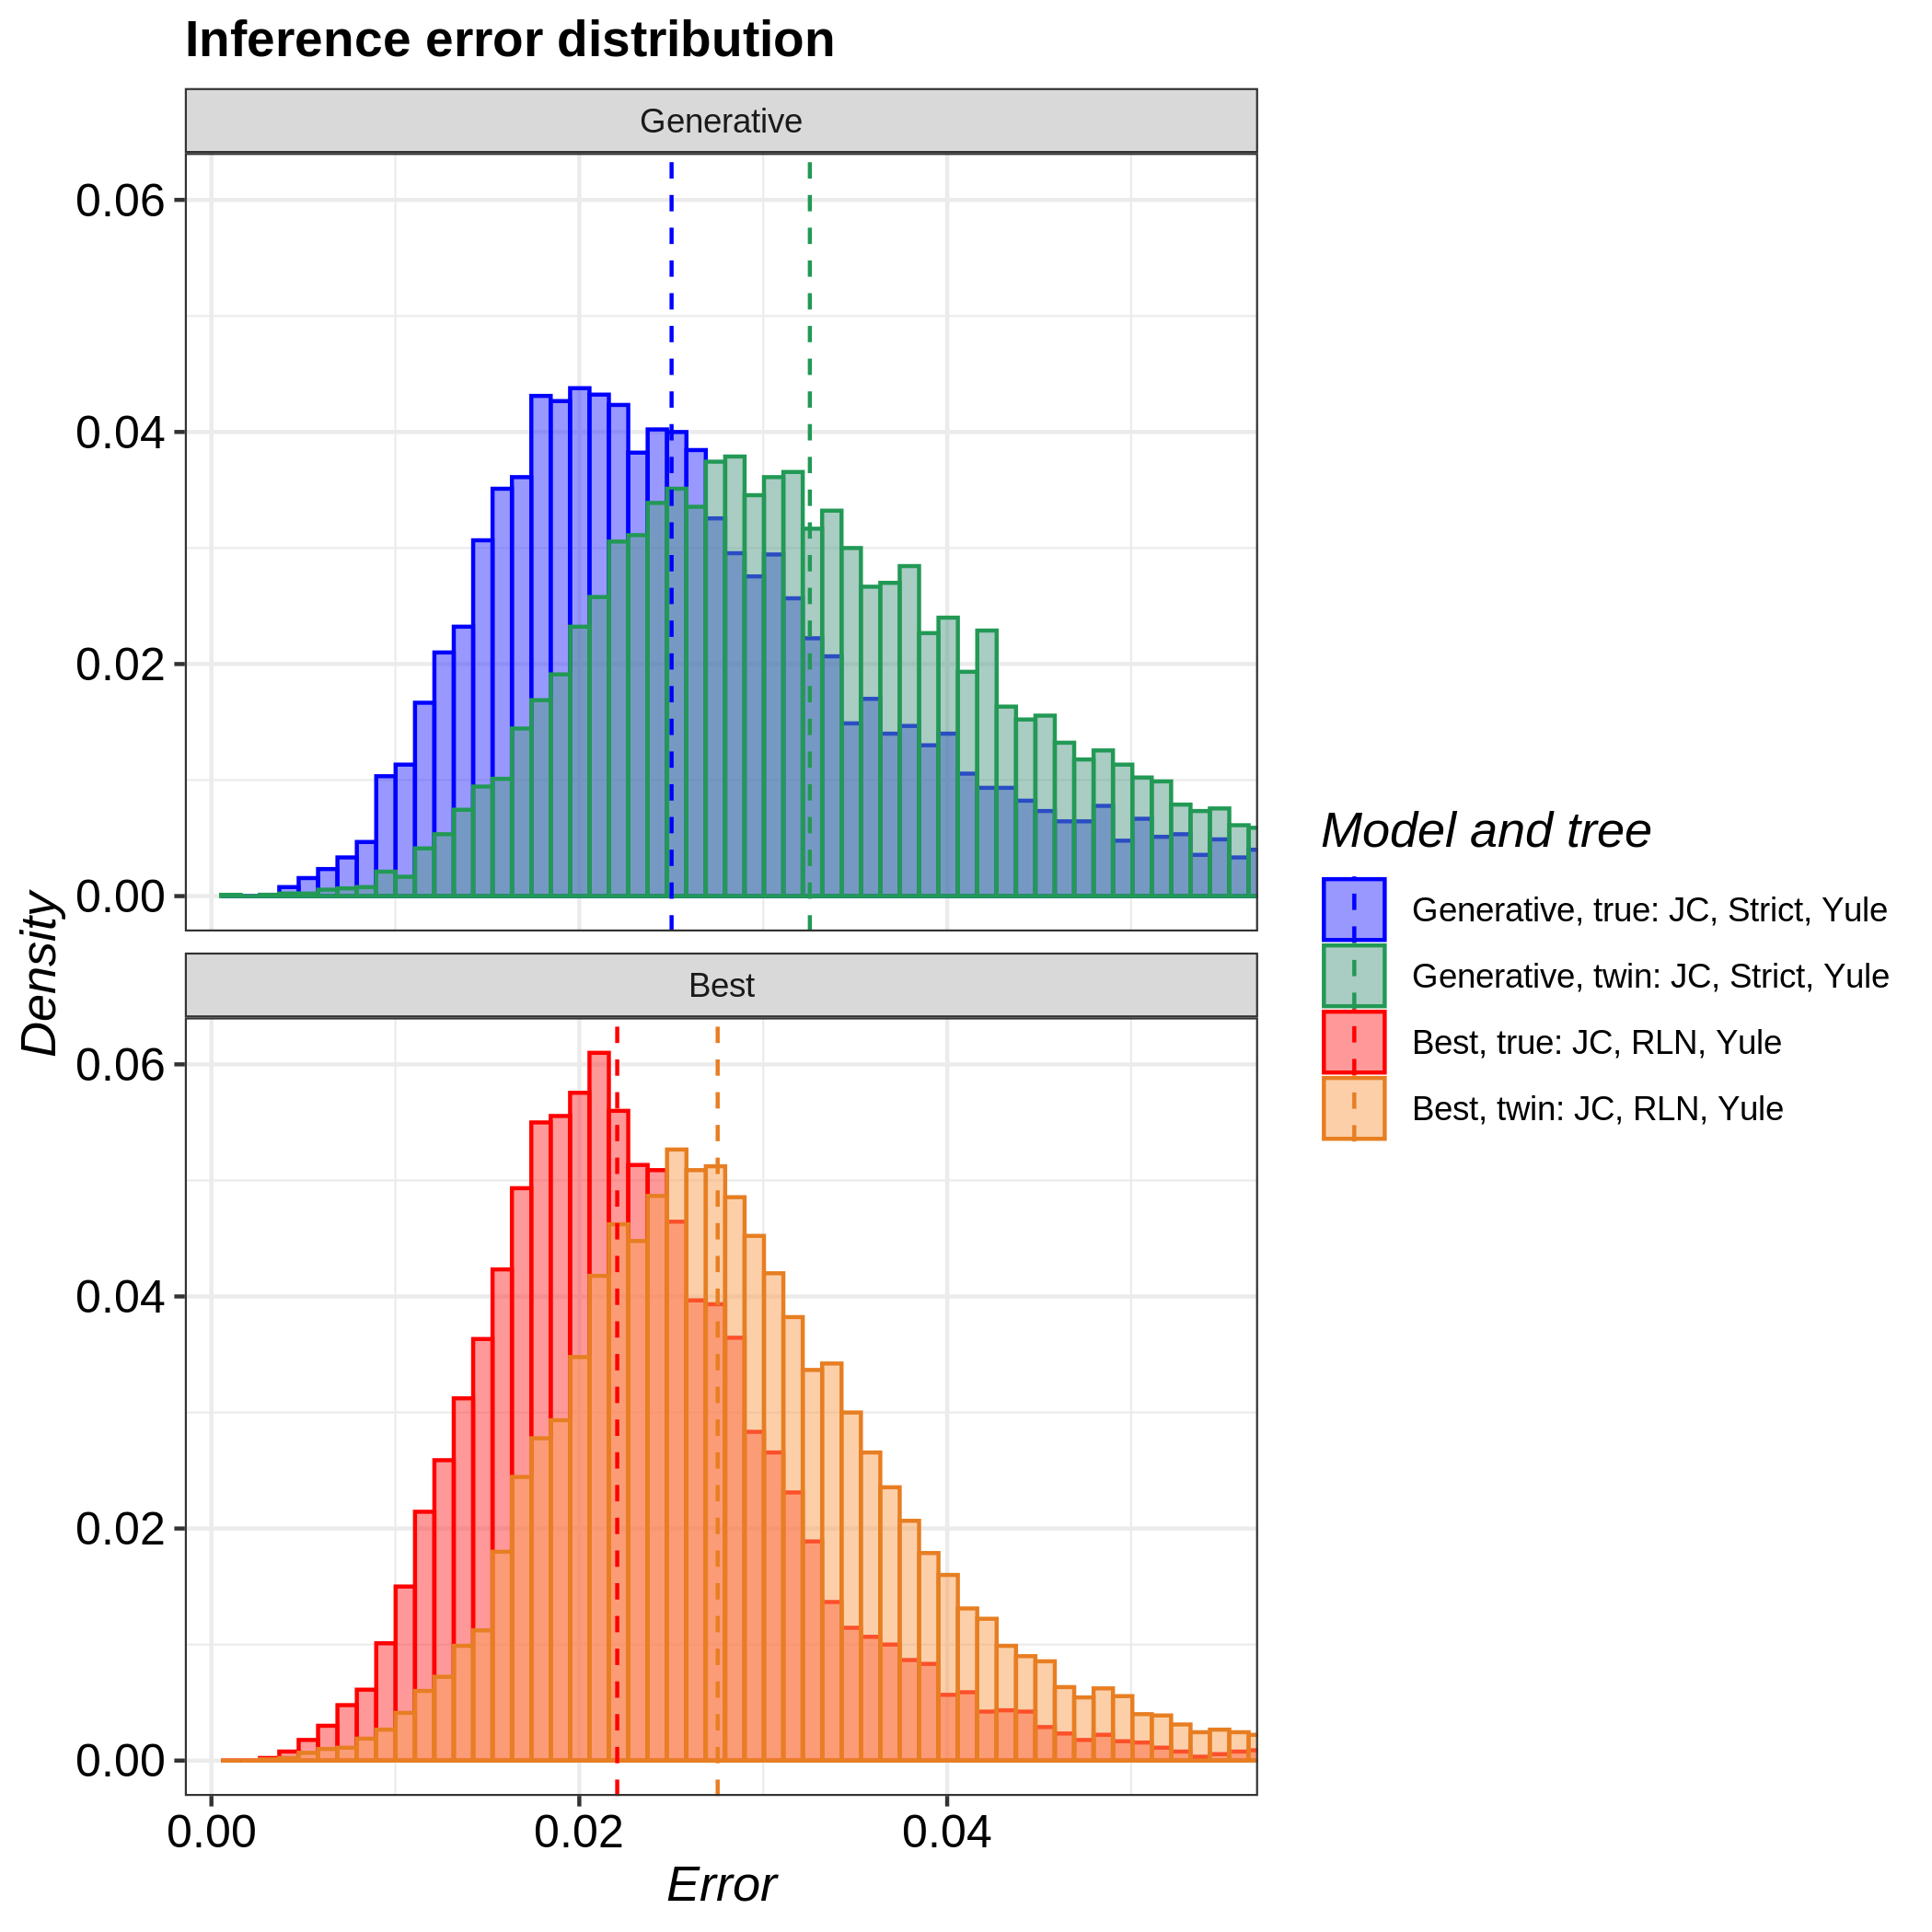 Inference error distribution
Generative
0.06
0.04
0.02
0.00
Density
Best
0.06
0.04
0.02
0.00
0.00 0.02 0.04
Error
Model and tree
Generative, true: JC, Strict, Yule
Generative, twin: JC, Strict, Yule
Best, true: JC, RLN, Yule
Best, twin: JC, RLN, Yule